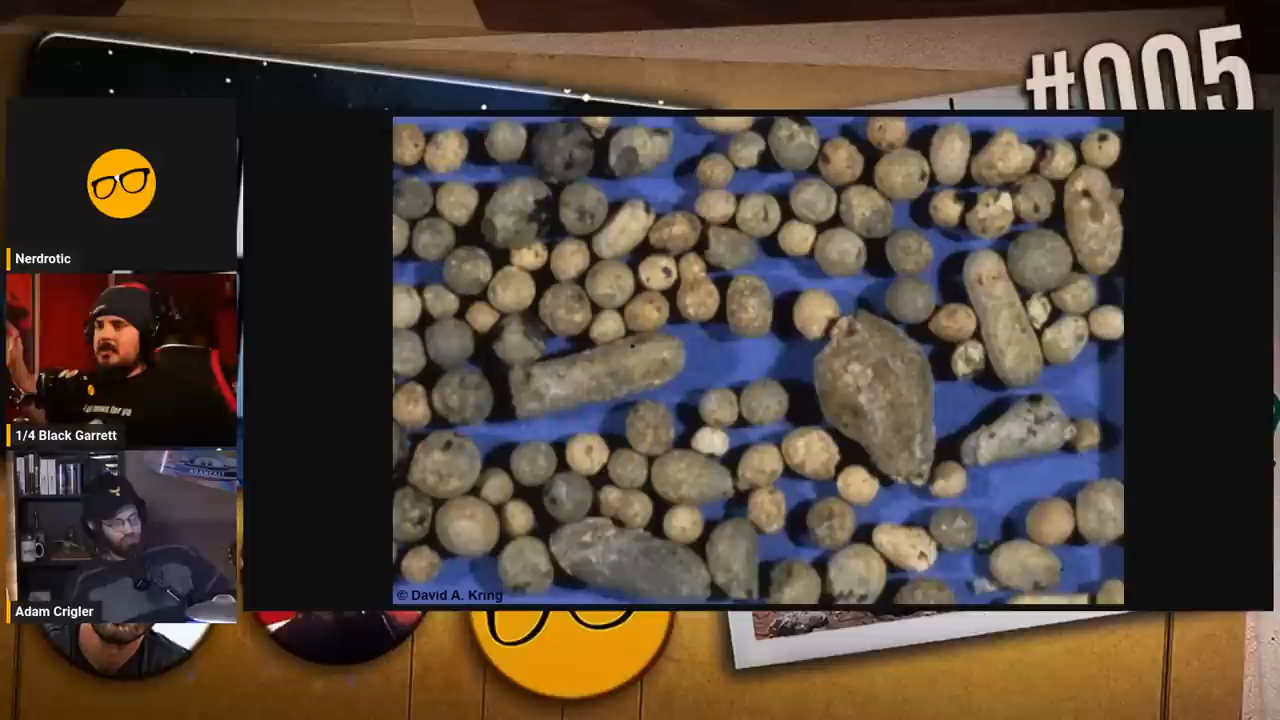 #005
Nerdrotic
1/4 Black Garrett
Adam Crigler
© David A. Kring